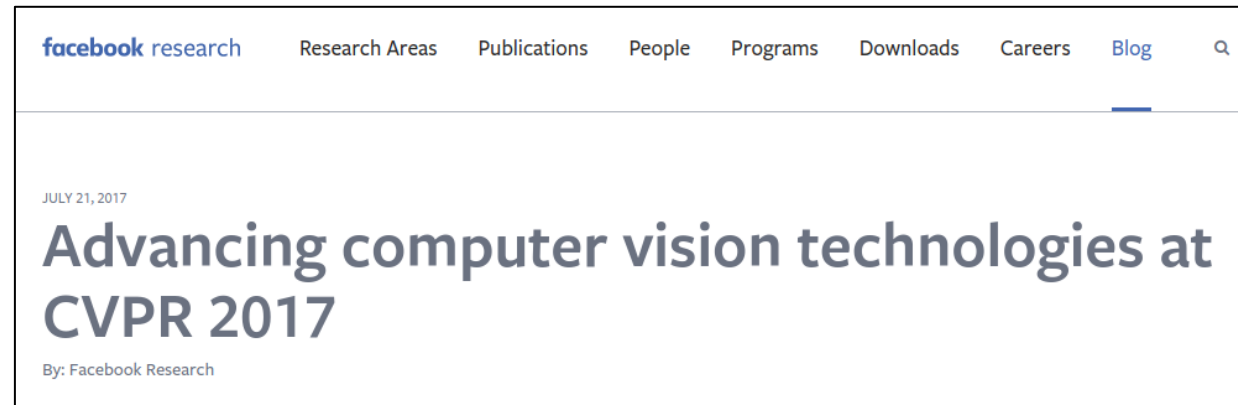 facebook research Research Areas Publications People Programs Downloads Careers Blog
JULY 21, 2017
Advancing computer vision technologies at
CVPR 2017
By: Facebook Research